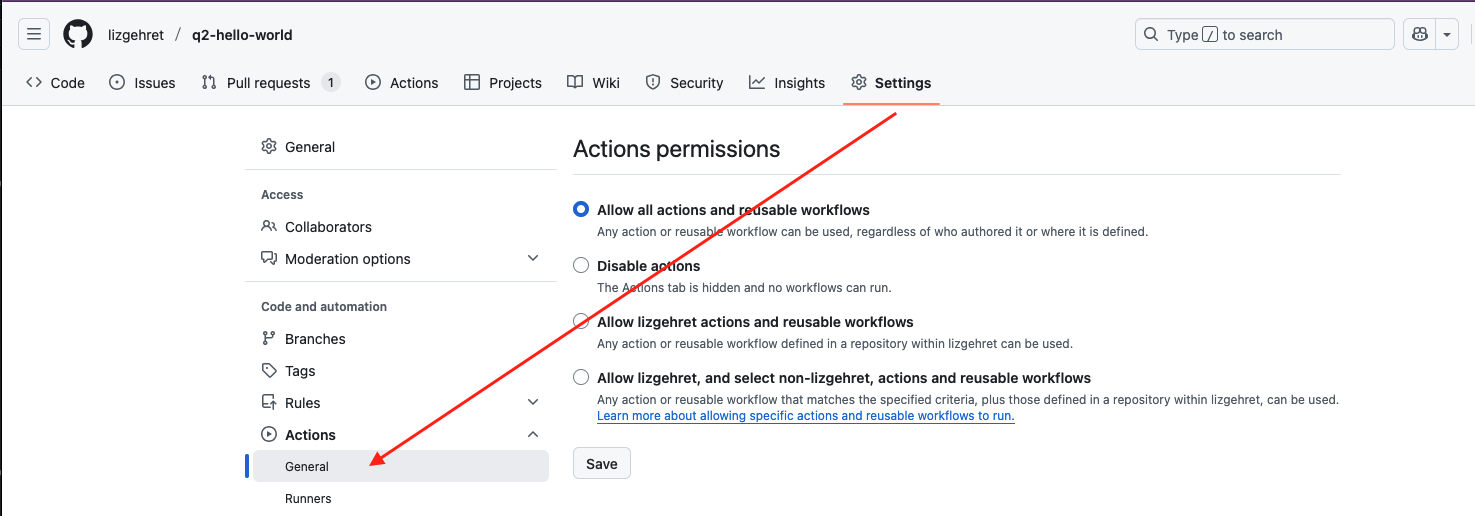 lizgehret / q2-hello-world
Type / to search
Code
Issues
Pull requests 1
Actions
Projects
Wiki
Security
Insights
Settings
General
Access
Collaborators
Moderation options
Code and automation
Branches
Tags
Rules
Actions
General
Runners
Actions permissions
Allow all actions and reusable workflows
Any action or reusable workflow can be used, regardless of who authored it or where it is defined.
Disable actions
The Actions tab is hidden and no workflows can run.
Allow lizgehret actions and reusable workflows
Any action or reusable workflow defined in a repository within lizgehret can be used.
Allow lizgehret, and select non-lizgehret, actions and reusable workflows
Any action or reusable workflow that matches the specified criteria, plus those defined in a repository within lizgehret, can be used.
Learn more about allowing specific actions and reusable workflows to run.
Save